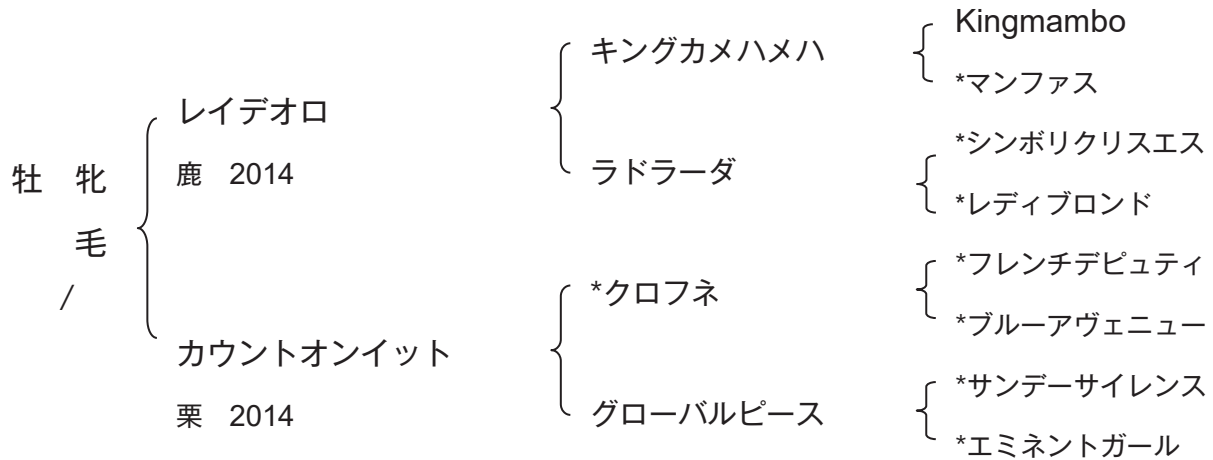 牡 牝
毛
/
レイデオロ
鹿 2014
カウントオンイット
栗 2014
キングカメハメハ
ラドラーダ
*クロフネ
グローバルピース
Kingmambo
*マンファス
*シンボリクリスエス
*レディブロンド
*フレンチデピュティ
*ブルーアヴェニュー
*サンデーサイレンス
*エミネントガール